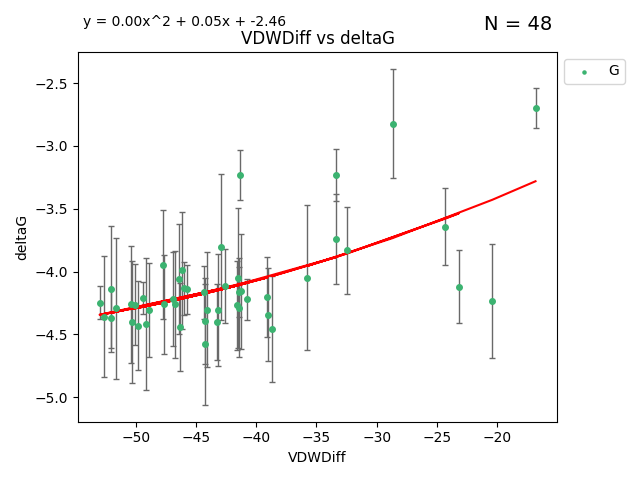 y = 0.00x^2 + 0.05x + -2.46
N = 48
VDWDiff vs deltaG
G
deltaG
−2.5
−3.0
−3.5
−4.0
−4.5
−5.0
−50 −45 −40 −35 −30 −25 −20
VDWDiff